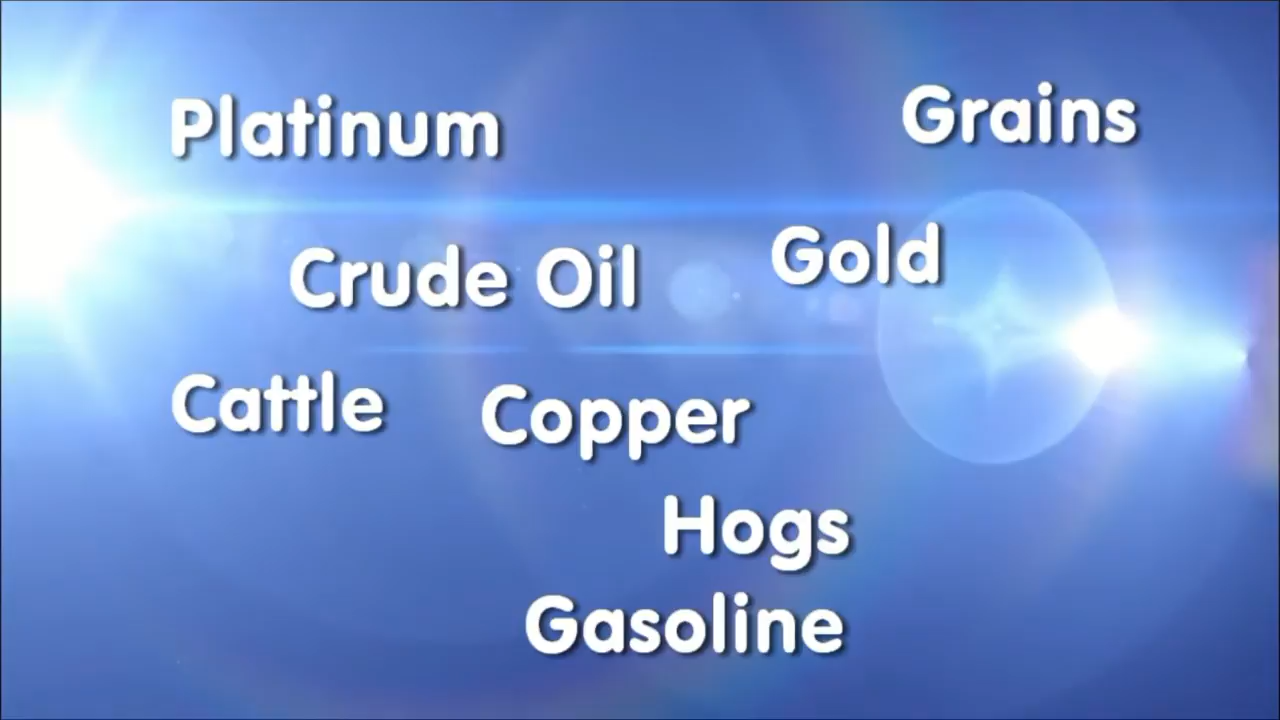 Platinum
Grains
Crude Oil
Gold
Cattle
Copper
Hogs
Gasoline